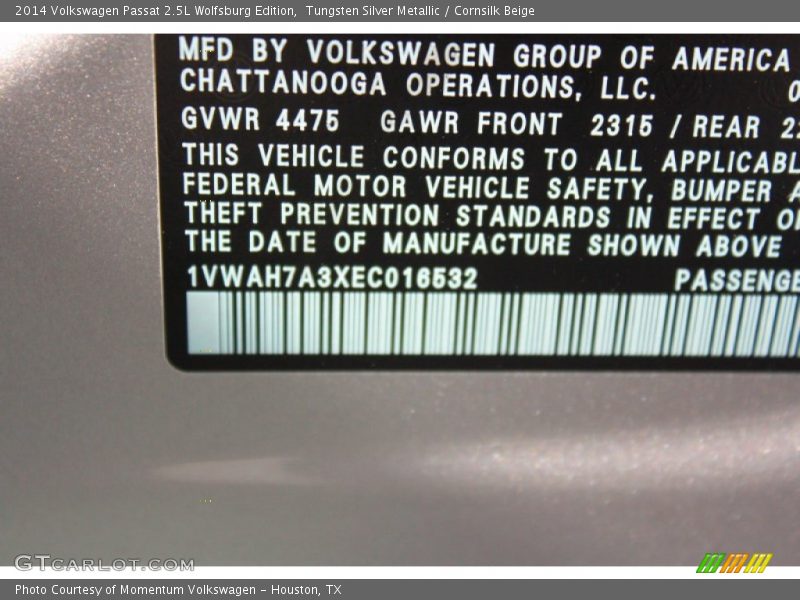 2014 Volkswagen Passat 2.5L Wolfsburg Edition, Tungsten Silver Metallic / Cornsilk Beige
MFD BY VOLKSWAGEN GROUP OF AMERICA
CHATTANOOGA OPERATIONS, LLC. 0
GVWR 4475 GAWR FRONT 2315 / REAR 22
THIS VEHICLE CONFORMS TO ALL APPLICABL
FEDERAL MOTOR VEHICLE SAFETY, BUMPER A
THEFT PREVENTION STANDARDS IN EFFECT O
THE DATE OF MANUFACTURE SHOWN ABOVE
1VWAH7A3XEC016532 PASSENGE
GTCARLOT.COM
Photo Courtesy of Momentum Volkswagen - Houston, TX